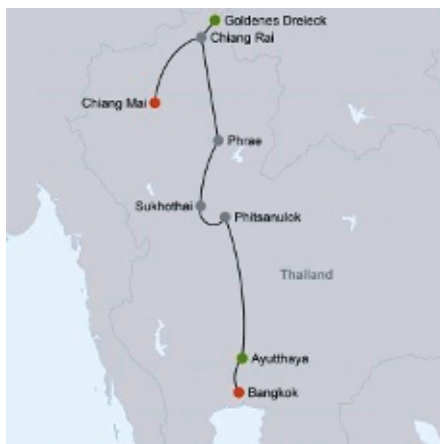 Goldenes Dreieck
Chiang Rai
Chiang Mai
Phrae
Sukhothai
Phitsanulok
Thailand
Ayutthaya
Bangkok